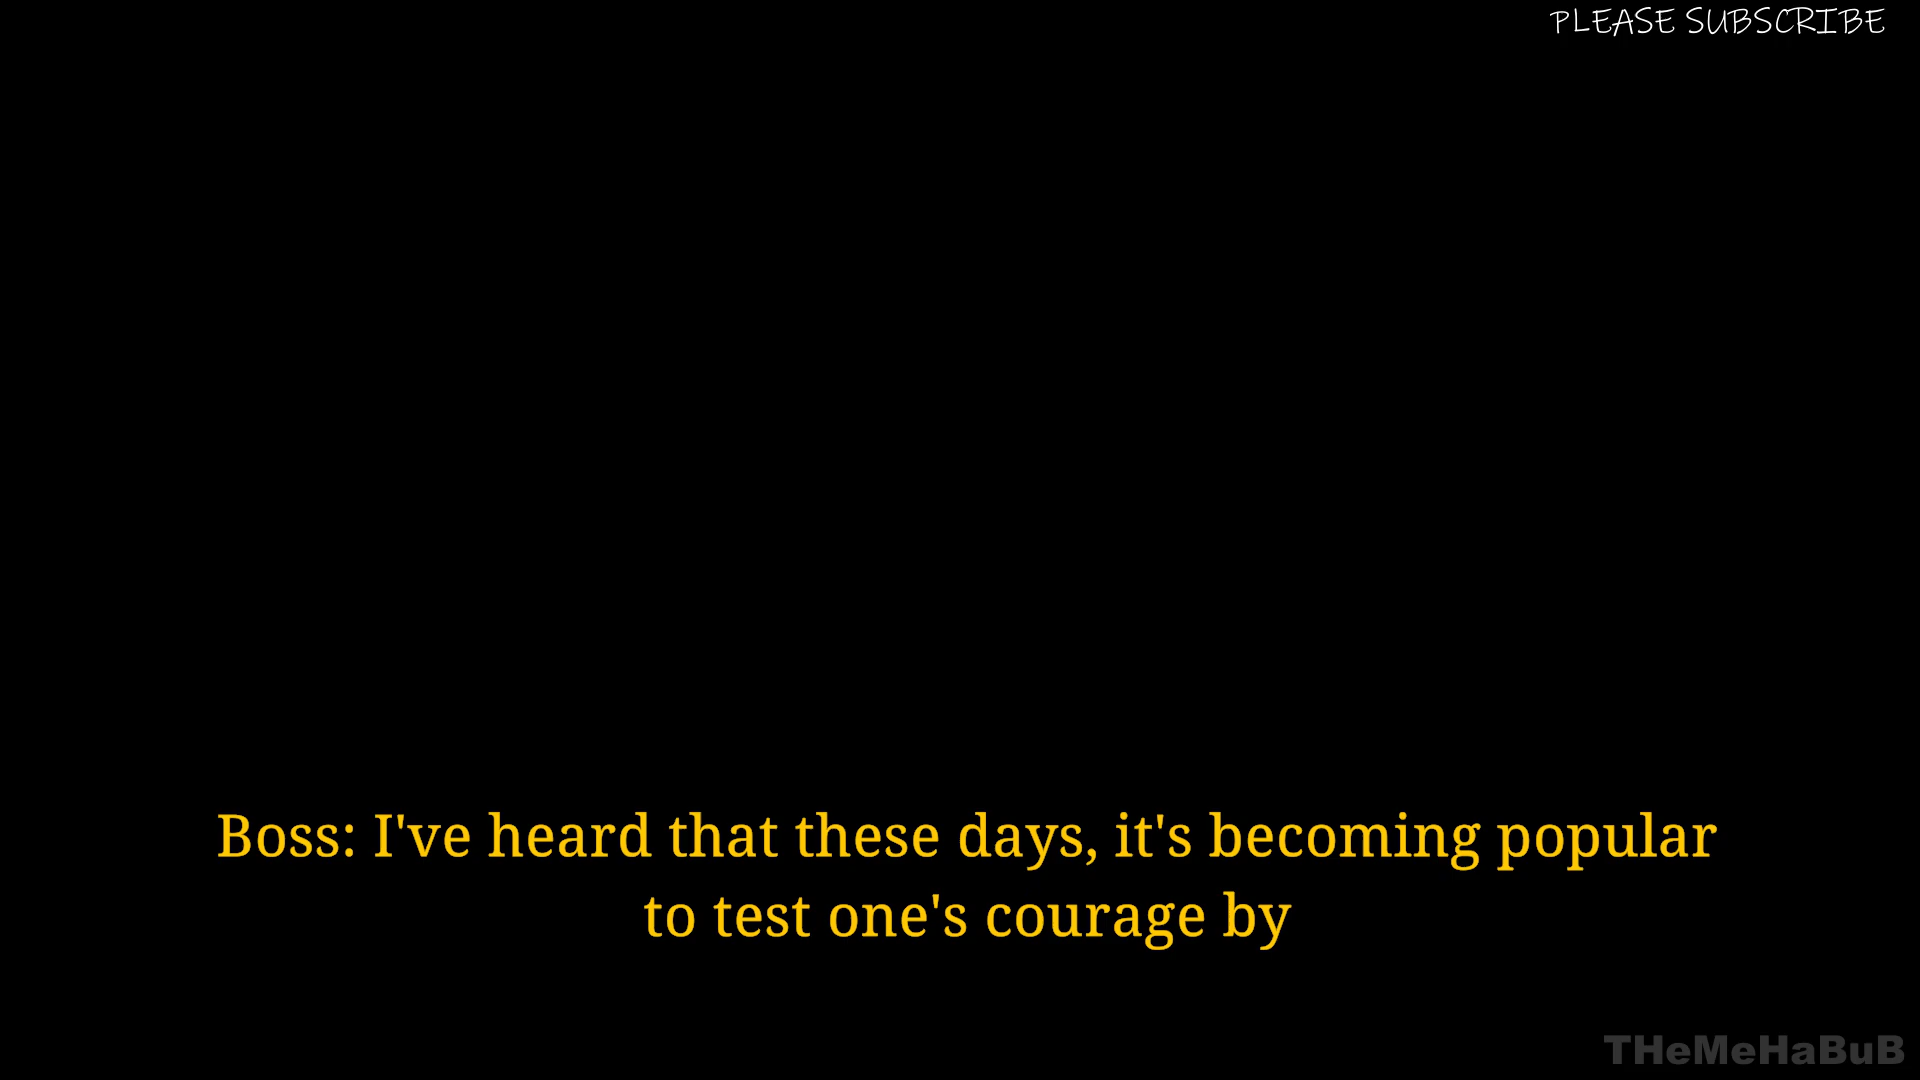 PLEASE SUBSCRIBE
Boss: I've heard that these days, it's becoming popular
to test one's courage by
THeMeHaBuB